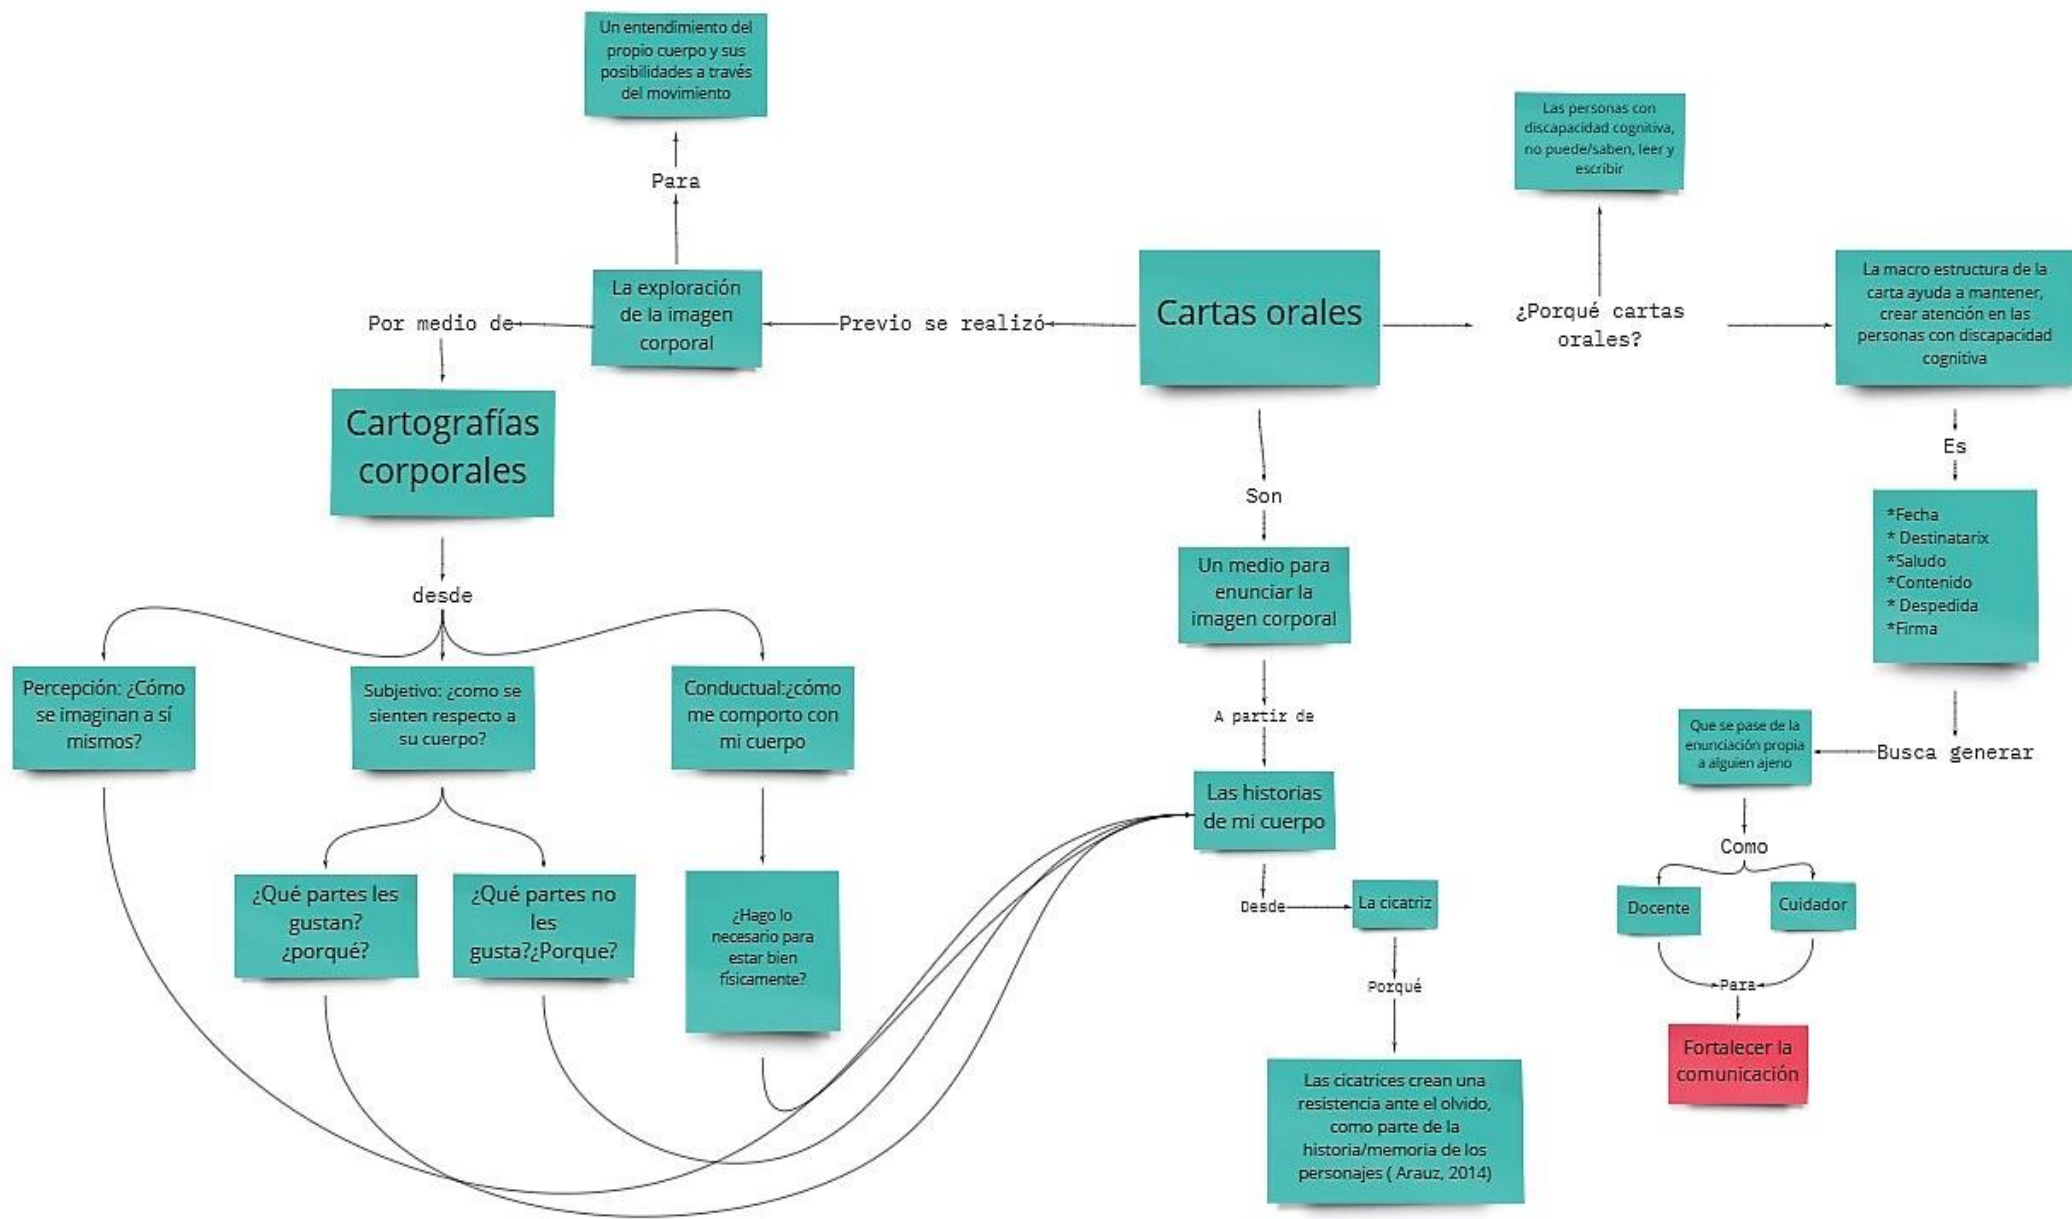 Un entendimiento del
propio cuerpo y sus
posibilidades a través
del movimiento
Para
La exploración
de la imagen
corporal
Por medio de
Previo se realizó
Cartas orales
¿Porqué cartas
orales?
Las personas con
discapacidad cognitiva,
no puede/saben, leer y
escribir
La macro estructura de la
carta ayuda a mantener,
crear atención en las
personas con discapacidad
cognitiva
Es
*Fecha
* Destinatarix
*Saludo
*Contenido
* Despedida
*Firma
Busca generar
Que se pase de la
enunciación propia
a alguien ajeno
Como
Docente
Cuidador
Para
Fortalecer la
comunicación
Cartografías
corporales
desde
Percepción: ¿Cómo
se imaginan a sí
mismos?
Subjetivo: ¿como se
sienten respecto a
su cuerpo?
Conductual:¿cómo
me comporto con
mi cuerpo
¿Qué partes les
gustan?
¿porqué?
¿Qué partes no
les
gusta?¿Porque?
¿Hago lo
necesario para
estar bien
físicamente?
Son
Un medio para
enunciar la
imagen corporal
A partir de
Las historias
de mi cuerpo
Desde
La cicatriz
Porqué
Las cicatrices crean una
resistencia ante el olvido,
como parte de la
historia/memoria de los
personajes ( Arauz, 2014)